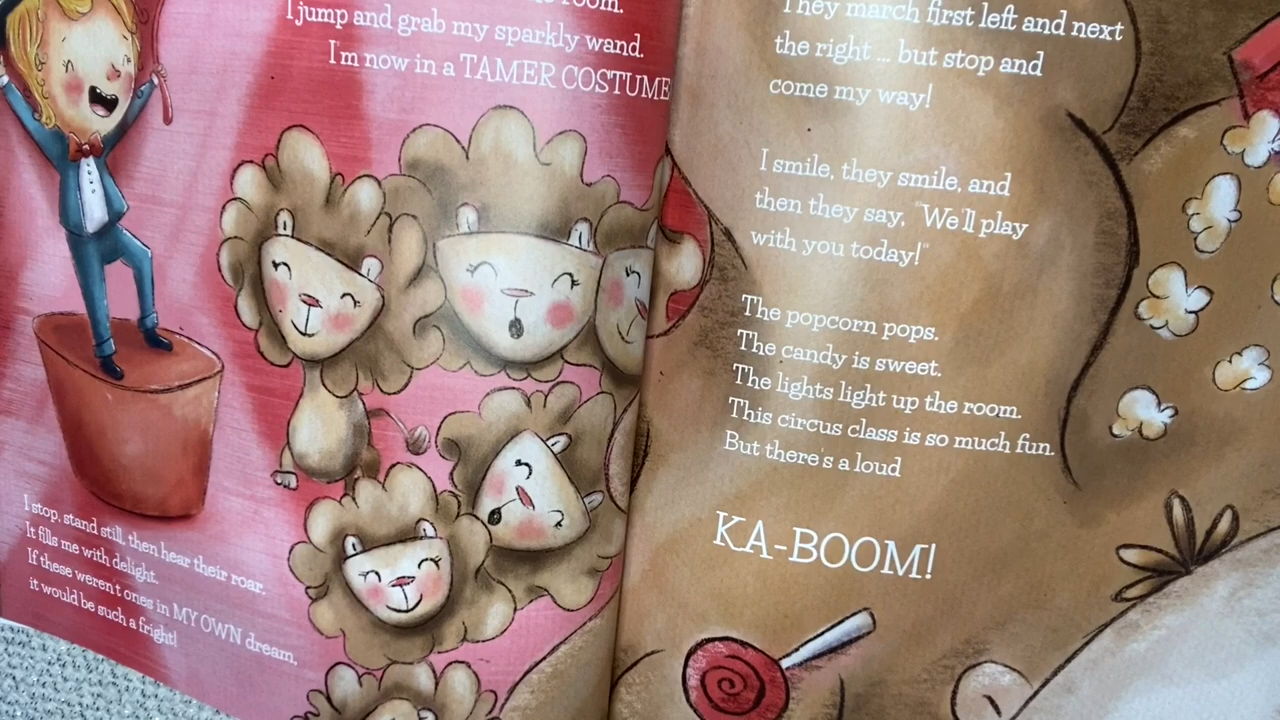 room.
I jump and grab my sparkly wand.
I'm now in a TAMER COSTUME
I stop, stand still, then hear their roar.
It fills me with delight.
If these weren't ones in MY OWN dream,
it would be such a fright!
They march first left and next
the right ... but stop and
come my way!
I smile, they smile, and
then they say, "We'll play
with you today!"
The popcorn pops.
The candy is sweet.
The lights light up the room.
This circus class is so much fun.
But there's a loud
KA-BOOM!